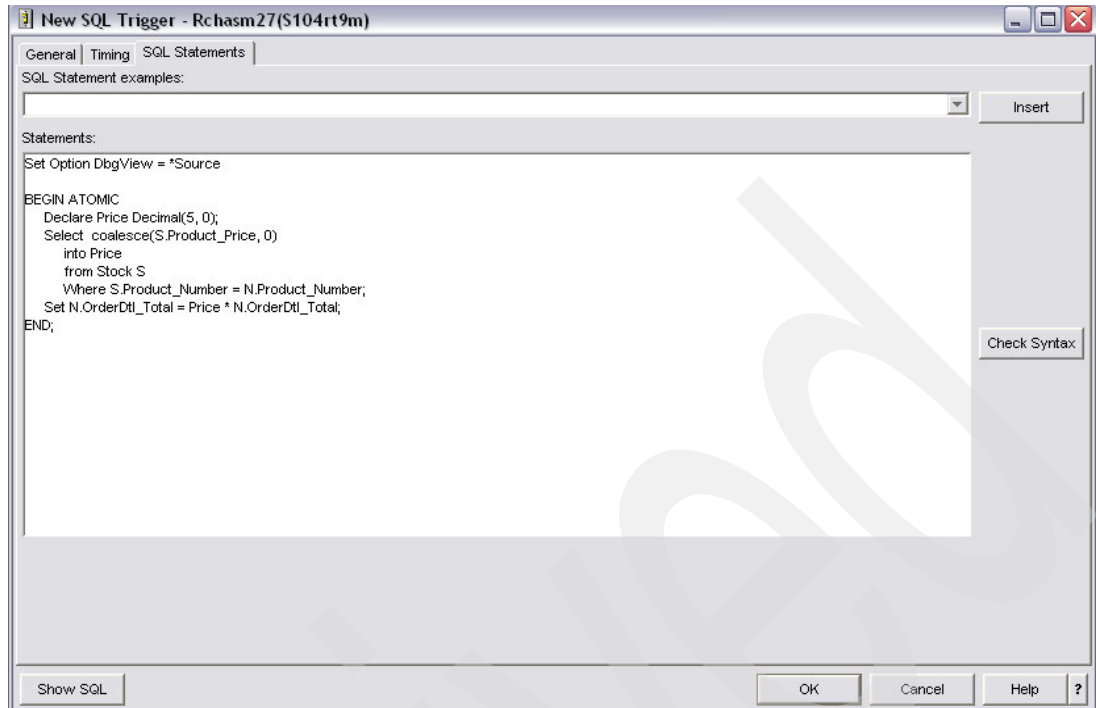 New SQL Trigger - Rchasm27(S104rt9m)
General Timing SQL Statements
SQL Statement examples:
Insert
Statements:
Set Option DbgView = *Source
BEGIN ATOMIC
Declare Price Decimal(5, 0);
Select coalesce(S.Product_Price, 0)
into Price
from Stock S
Where S.Product_Number = N.Product_Number;
Set N.OrderDtl_Total = Price * N.OrderDtl_Total;
END;
Check Syntax
Show SQL OK Cancel Help ?